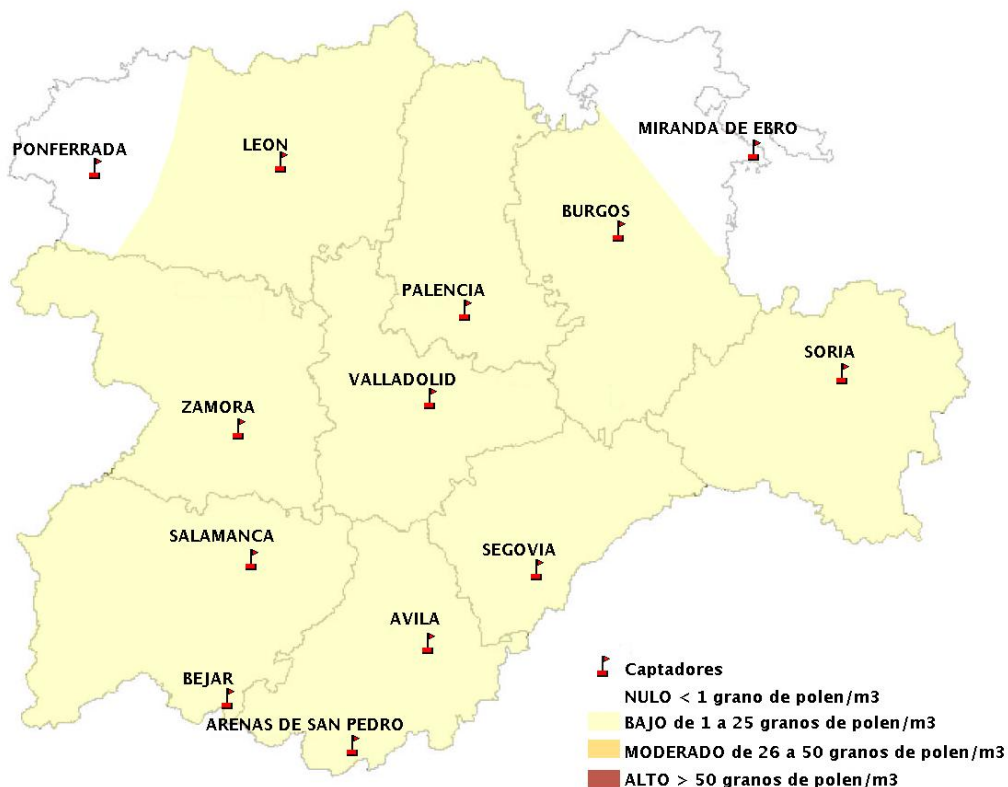 MIRANDA DE EBRO
PONFERRADA
LEON
BURGOS
PALENCIA
SORIA
VALLADOLID
ZAMORA
SALAMANCA
SEGOVIA
AVILA
BEJAR
ARENAS DE SAN PEDRO
Captadores
NULO < 1 grano de polen/m3
BAJO de 1 a 25 granos de polen/m3
MODERADO de 26 a 50 granos de polen/m3
ALTO > 50 granos de polen/m3